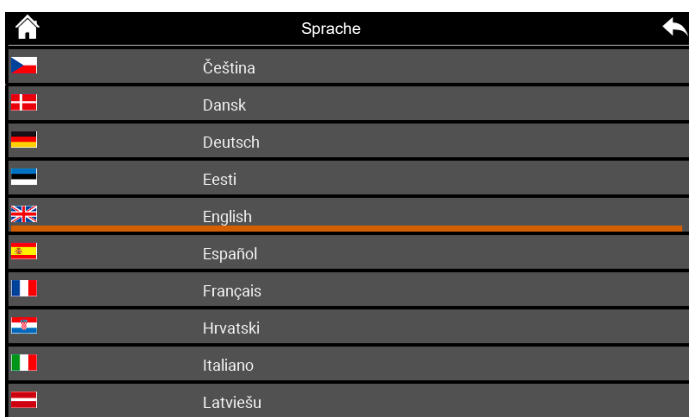 Sprache
Čeština
Dansk
Deutsch
Eesti
English
Español
Français
Hrvatski
Italiano
Latviešu